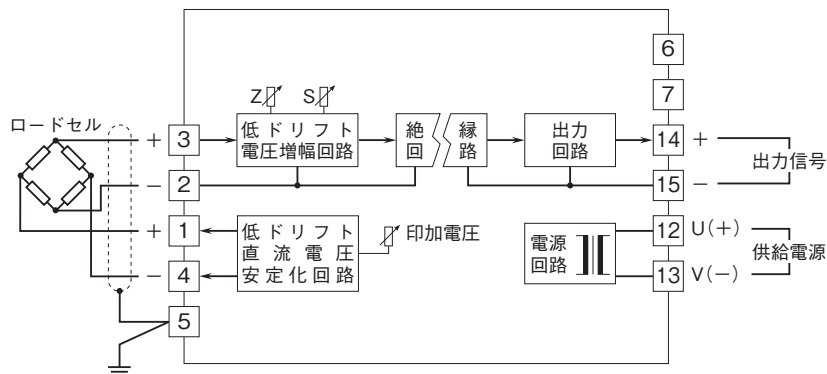 6
7
Z
S
ロードセル
+
3
低ドリフト
電圧増幅回路
絶
回
縁
路
出力
回路
14
+
出力信号
−
2
15
−
+
1
低ドリフト
直流電圧
安定化回路
印加電圧
電源
回路
12
U(+)
供給電源
−
4
13
V(−)
5